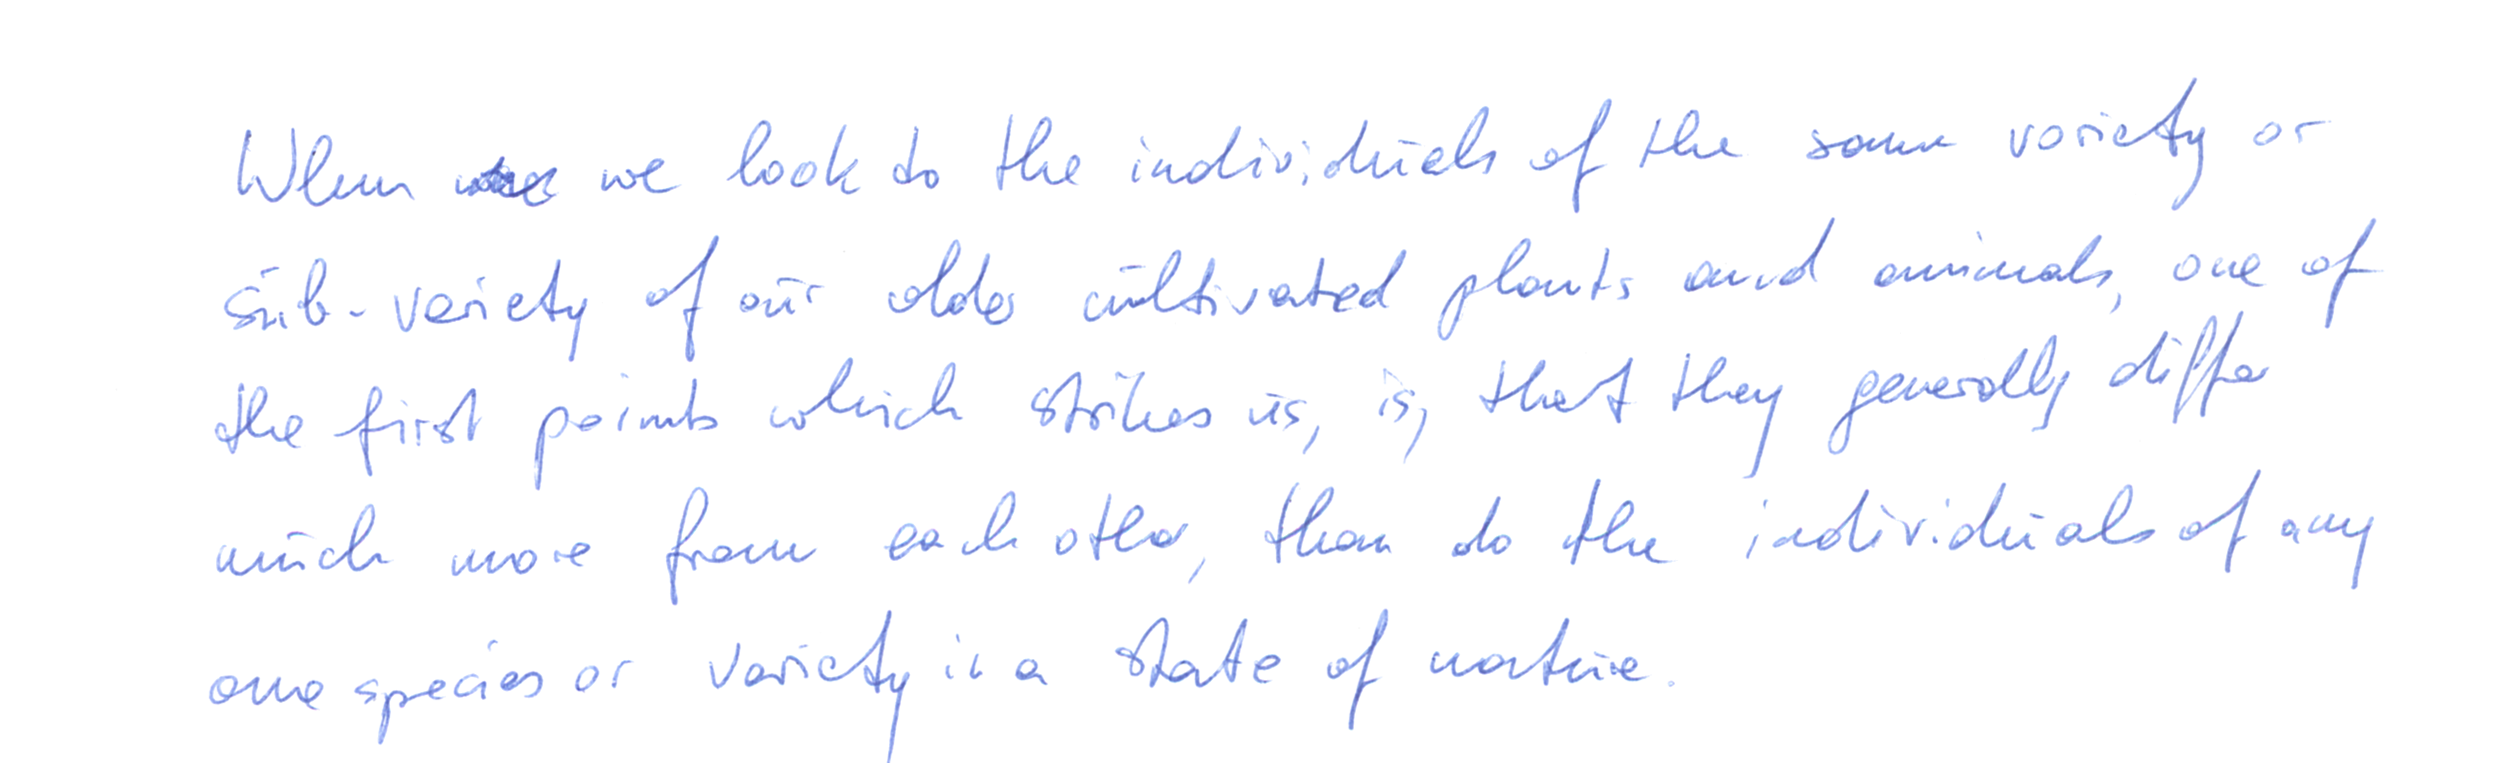 When we look to the individuals of the same variety or
sub-variety of our older cultivated plants and animals, one of
the first points which strikes us, is, that they generally differ
much more from each other, than do the individuals of any
one species or variety in a state of nature.